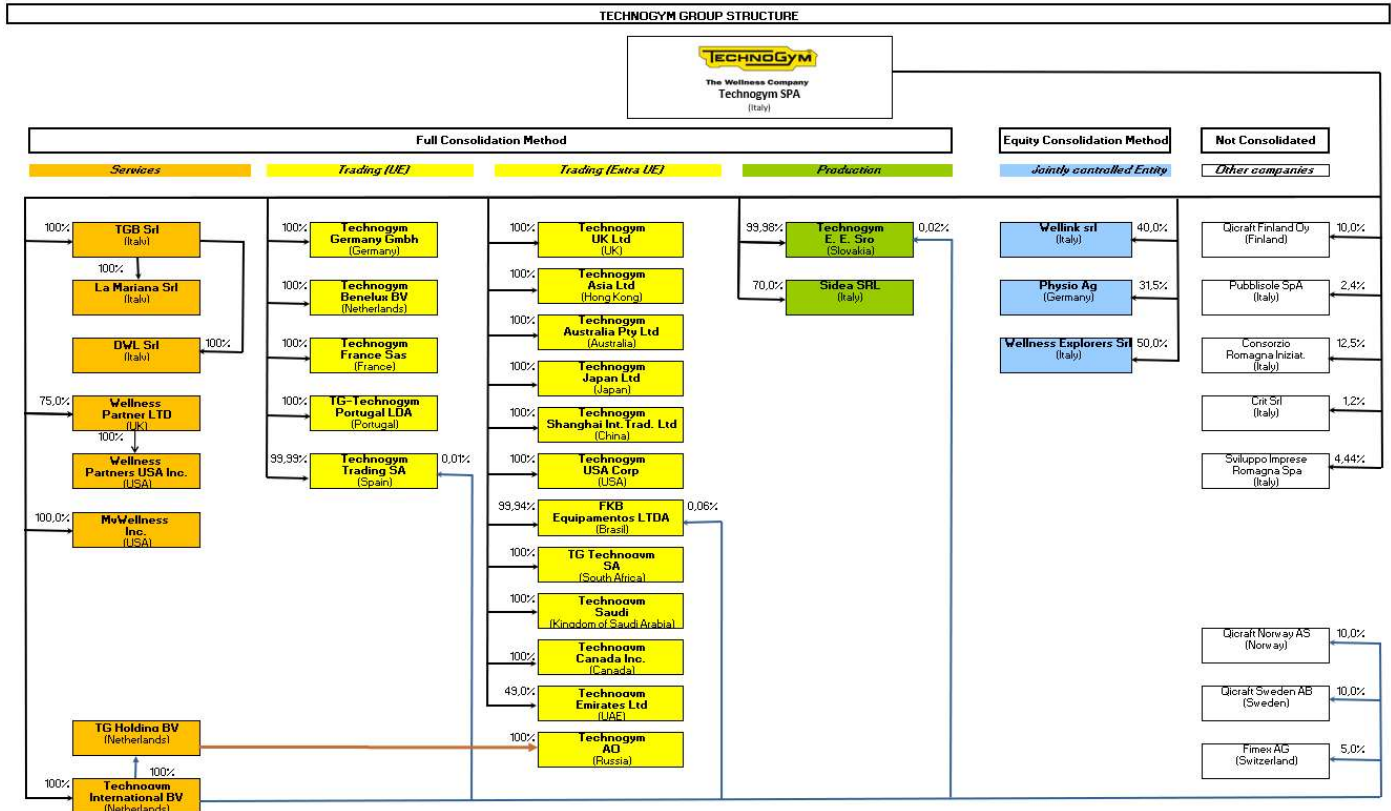 TECHNOGYM GROUP STRUCTURE
TECHNOGYM
The Wellness Company
Technogym SPA
(Italy)
Full Consolidation Method
Equity Consolidation Method
Not Consolidated
Services
Trading (UE)
Trading (Extra UE)
Production
Jointly controlled Entity
Other companies
100%
TGB Srl
(Italy)
100%
La Mariana Srl
(Italy)
DWL Srl
(Italy)
100%
75,0%
Wellness
Partner LTD
(UK)
100%
Wellness
Partners USA Inc.
(USA)
100,0%
MyWellness
Inc.
(USA)
TG Holding BV
(Netherlands)
100%
100%
Technogym
International BV
(Netherlands)
100%
Technogym
Germany Gmbh
(Germany)
100%
Technogym
Benelux BV
(Netherlands)
100%
Technogym
France Sas
(France)
100%
TG-Technogym
Portugal LDA
(Portugal)
99,99%
Technogym
Trading SA
(Spain)
0,01%
100%
Technogym
UK Ltd
(UK)
100%
Technogym
Asia Ltd
(Hong Kong)
100%
Technogym
Australia Pty Ltd
(Australia)
100%
Technogym
Japan Ltd
(Japan)
100%
Technogym
Shanghai Int.Trad. Ltd
(China)
100%
Technogym
USA Corp
(USA)
99,94%
FKB
Equipamentos LTDA
(Brasil)
0,06%
100%
TG Technogym
SA
(South Africa)
100%
Technogym
Saudi
(Kingdom of Saudi Arabia)
100%
Technogym
Canada Inc.
(Canada)
49,0%
Technogym
Emirates Ltd
(UAE)
100%
Technogym
AO
(Russia)
99,98%
Technogym
E. E. Sro
(Slovakia)
0,02%
70,0%
Sidea SRL
(Italy)
Wellink srl
(Italy)
40,0%
Physio Ag
(Germany)
31,5%
Wellness Explorers Srl
(Italy)
50,0%
Qicraft Finland Oy
(Finland)
10,0%
Pubblisole SpA
(Italy)
2,4%
Consorzio
Romagna Iniziat.
(Italy)
12,5%
Crit Srl
(Italy)
1,2%
Sviluppo Imprese
Romagna Spa
(Italy)
4,44%
Qicraft Norway AS
(Norway)
10,0%
Qicraft Sweden AB
(Sweden)
10,0%
Fimex AG
(Switzerland)
5,0%